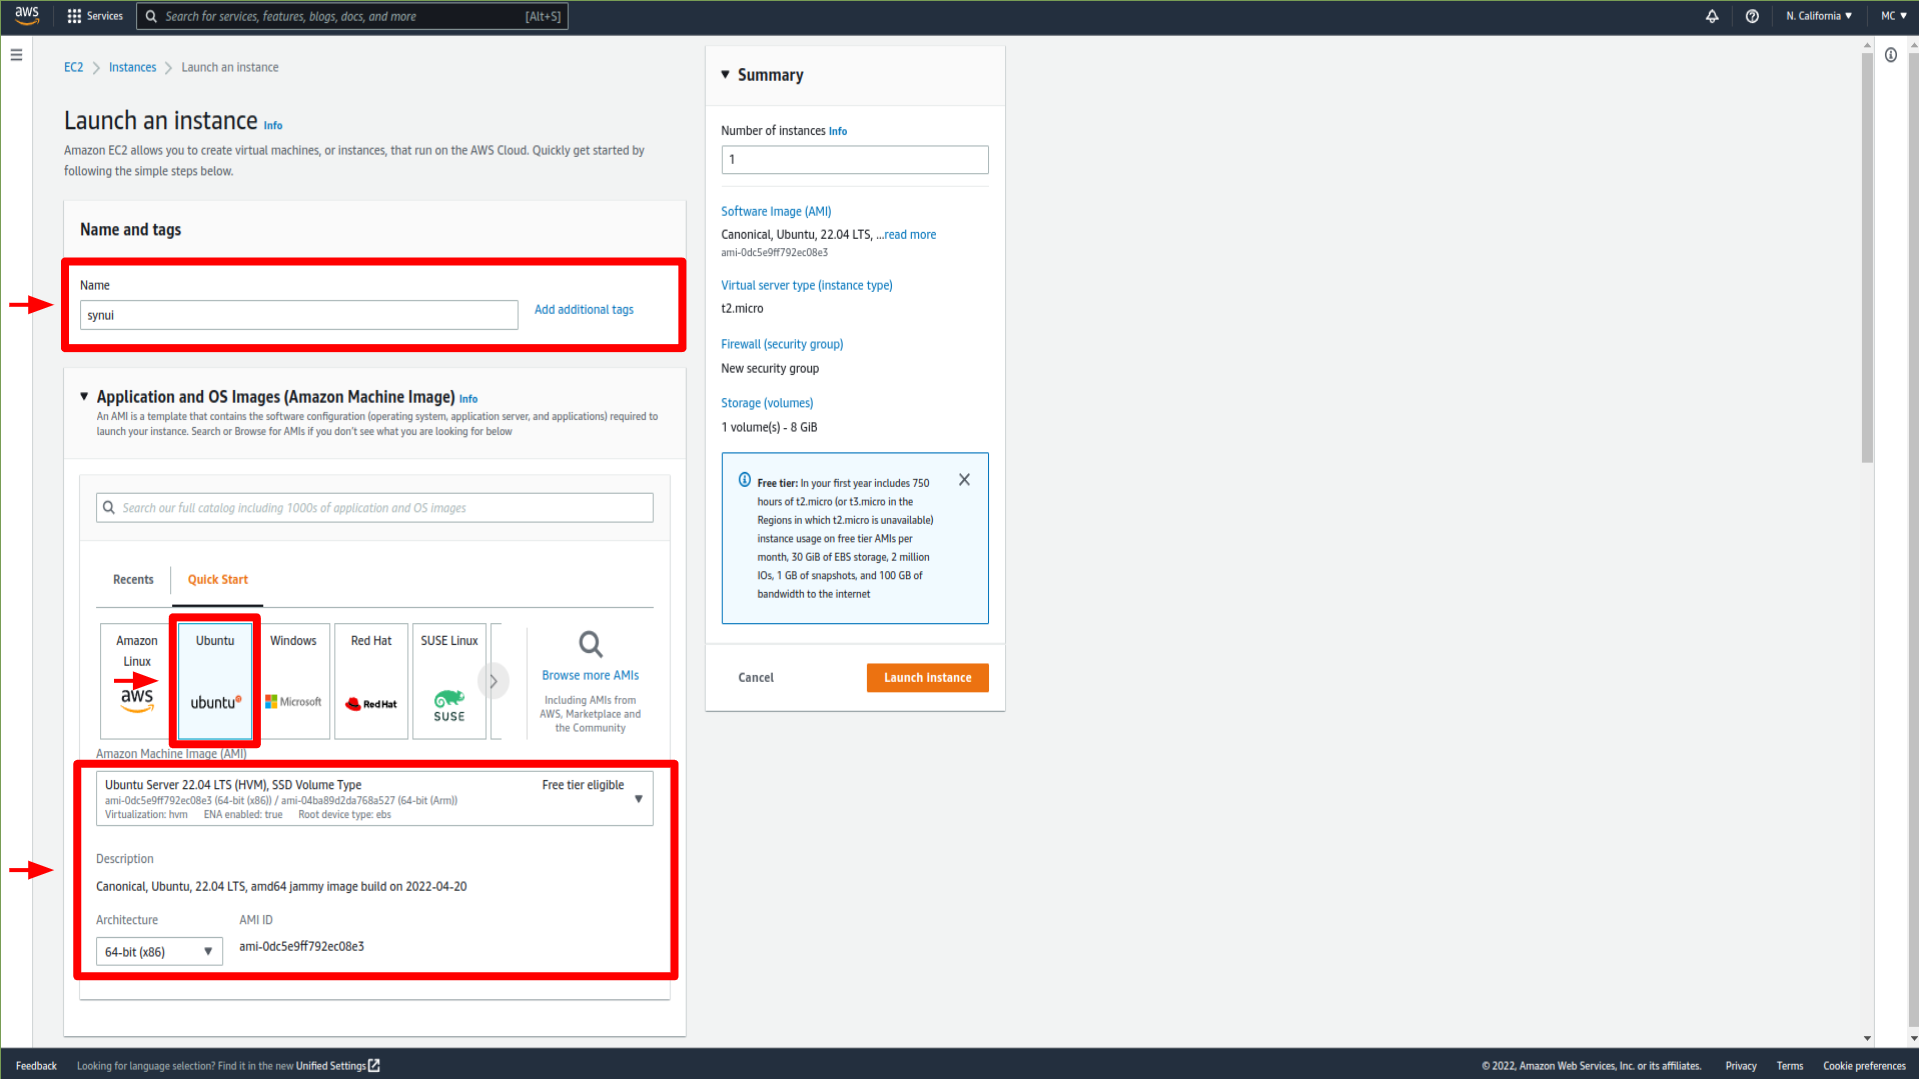 aws
Services
Search for services, features, blogs, docs, and more [Alt+S]
N. California ▼
MC ▼
EC2 > Instances > Launch an instance
Launch an instance Info
Amazon EC2 allows you to create virtual machines, or instances, that run on the AWS Cloud. Quickly get started by
following the simple steps below.
Name and tags
Name
synui
Add additional tags
Application and OS Images (Amazon Machine Image) Info
An AMI is a template that contains the software configuration (operating system, application server, and applications) required to
launch your instance. Search or Browse for AMIs if you don't see what you are looking for below
Search our full catalog including 1000s of application and OS images
Recents
Quick Start
Amazon
Linux
aws
Ubuntu
ubuntu
Windows
Microsoft
Red Hat
Red Hat
SUSE Linux
SUSE
Browse more AMIs
Including AMIs from
AWS, Marketplace and
the Community
Amazon Machine Image (AMI)
Ubuntu Server 22.04 LTS (HVM), SSD Volume Type
Free tier eligible
ami-0dc5e9ff792ec08e3 (64-bit (x86)) / ami-04ba89d2da768a527 (64-bit (Arm))
Virtualization: hvm ENA enabled: true Root device type: ebs
Description
Canonical, Ubuntu, 22.04 LTS, amd64 jammy image build on 2022-04-20
Architecture
64-bit (x86)
AMI ID
ami-0dc5e9ff792ec08e3
Summary
Number of instances Info
1
Software Image (AMI)
Canonical, Ubuntu, 22.04 LTS, ...read more
ami-0dc5e9ff792ec08e3
Virtual server type (instance type)
t2.micro
Firewall (security group)
New security group
Storage (volumes)
1 volume(s) - 8 GiB
Free tier: In your first year includes 750
hours of t2.micro (or t3.micro in the
Regions in which t2.micro is unavailable)
instance usage on free tier AMIs per
month, 30 GiB of EBS storage, 2 million
IOs, 1 GB of snapshots, and 100 GB of
bandwidth to the internet
Cancel
Launch instance
Feedback
Looking for language selection? Find it in the new Unified Settings
© 2022, Amazon Web Services, Inc. or its affiliates.
Privacy
Terms
Cookie preferences